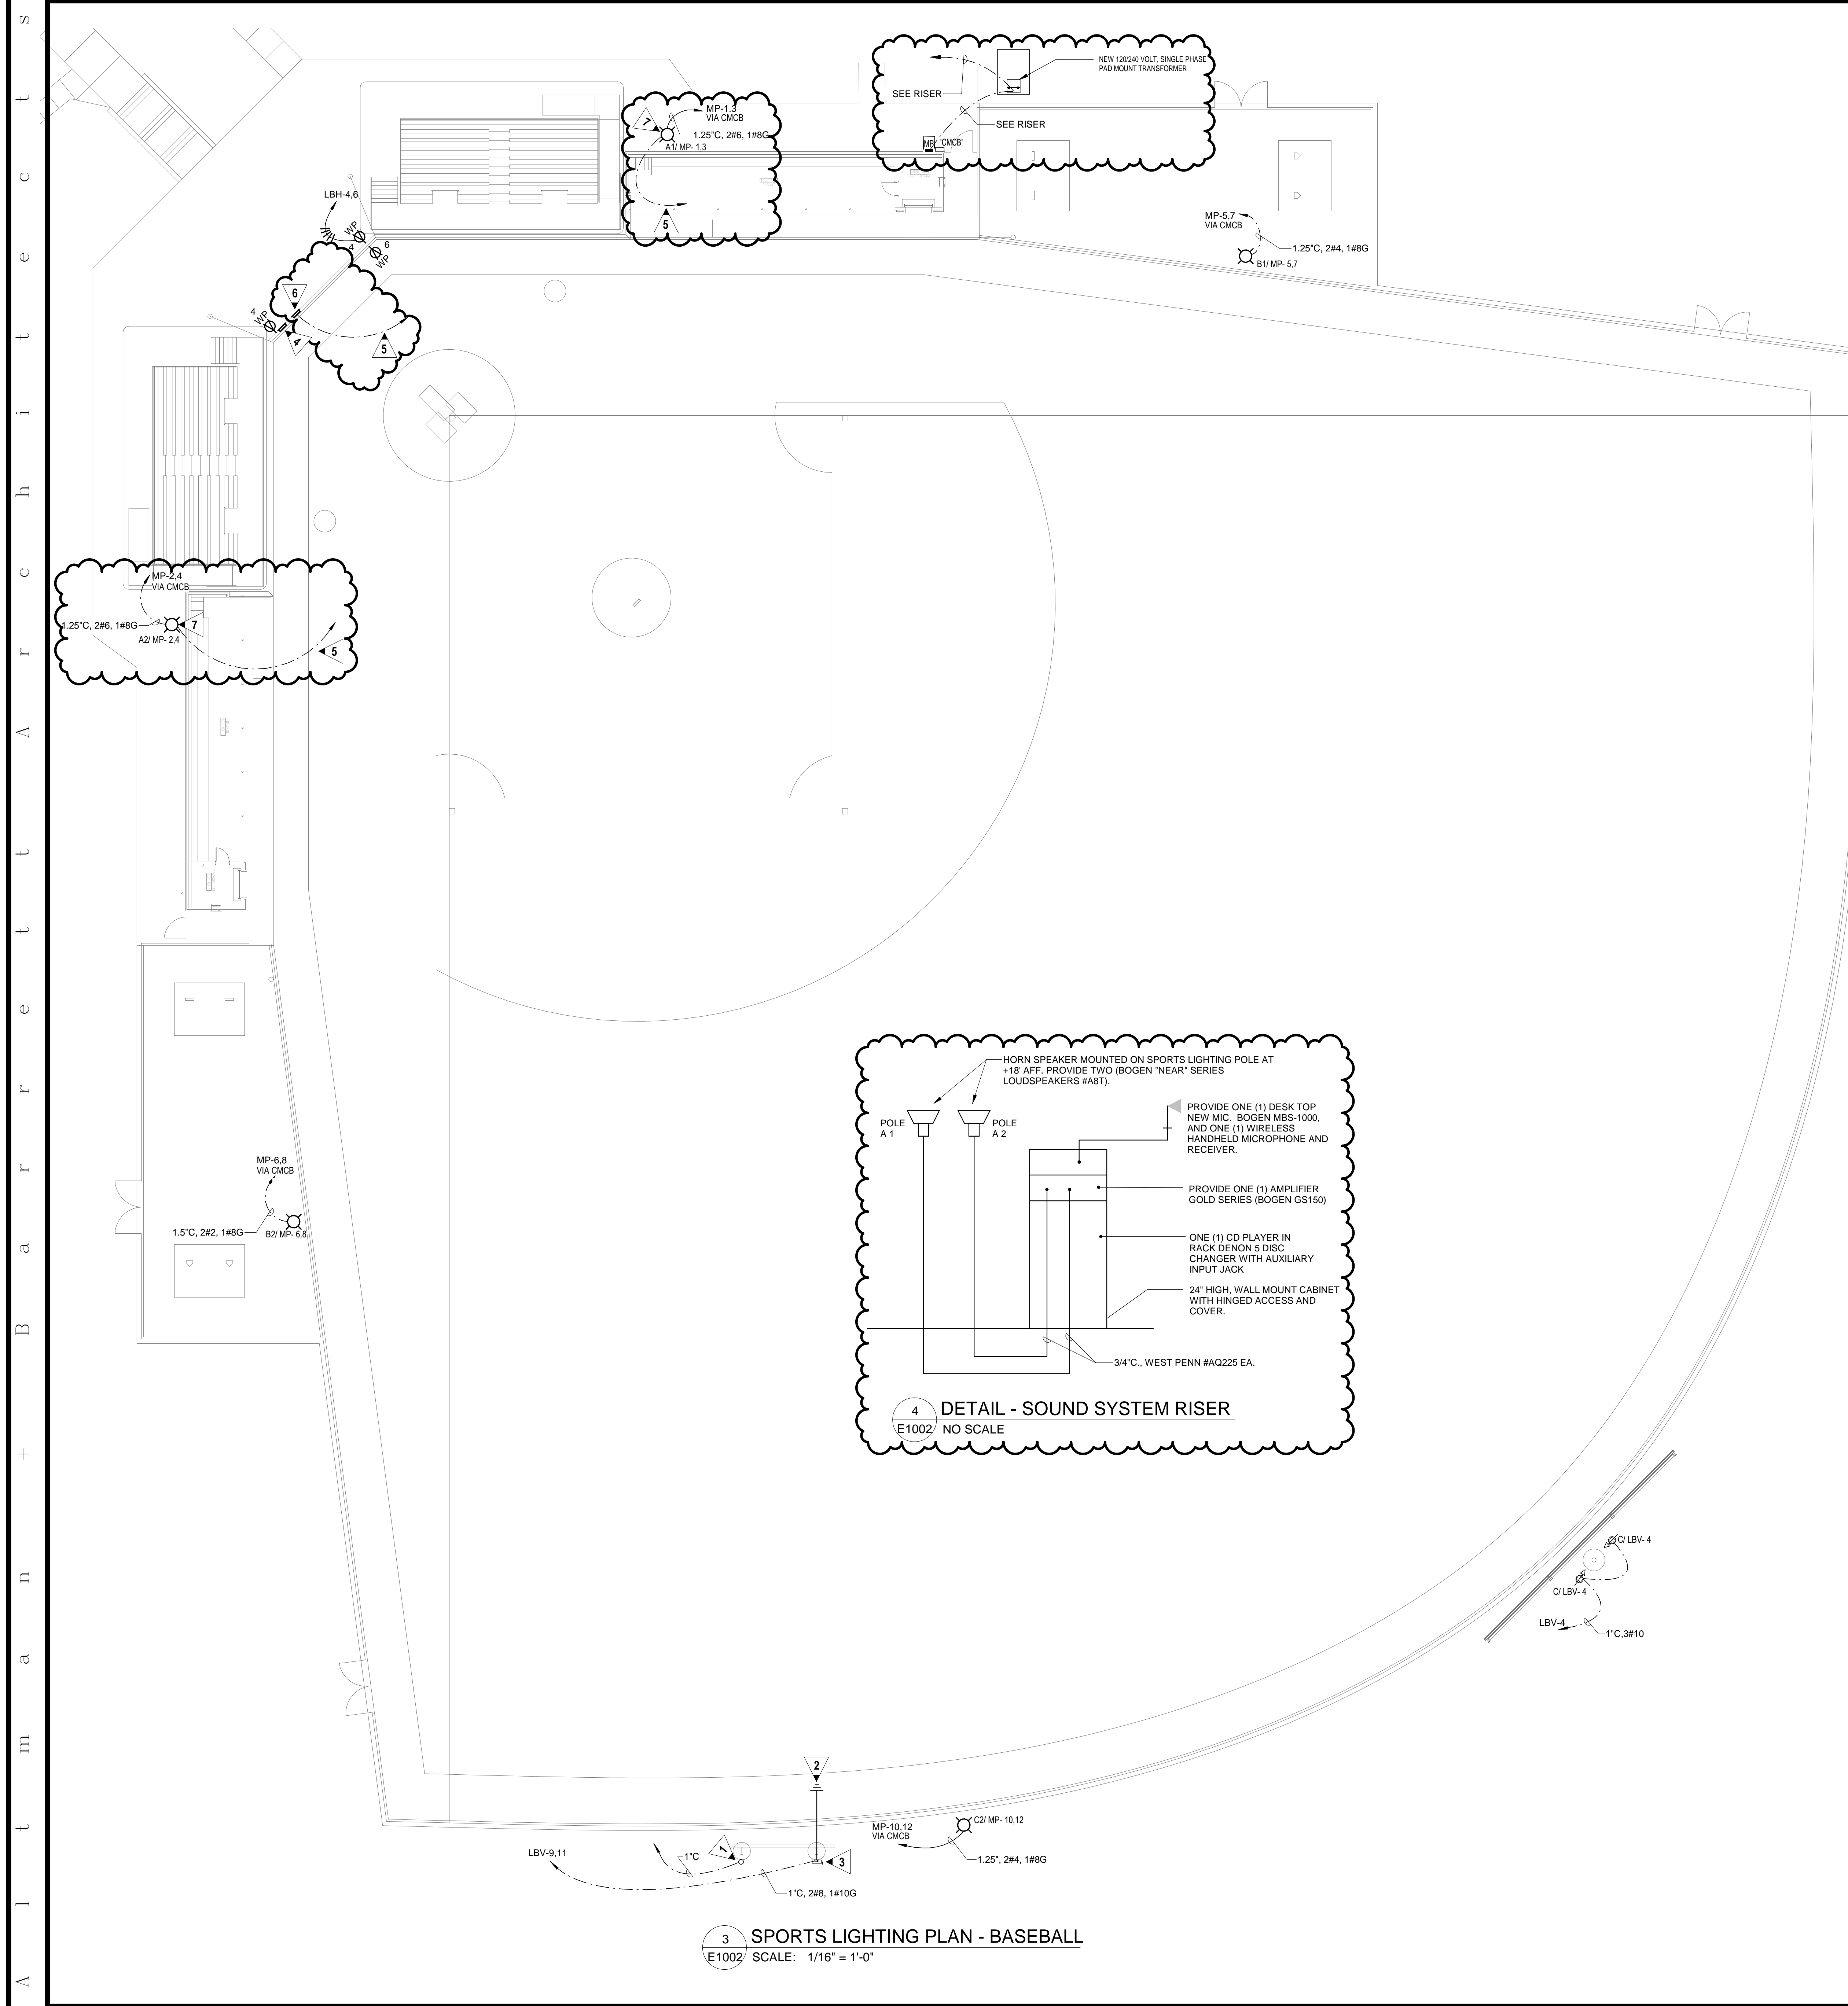 Altman + Barrett Architects
NEW 120/240 VOLT, SINGLE PHASE
PAD MOUNT TRANSFORMER
SEE RISER
SEE RISER
MP
"CMCB"
MP-1.3
VIA CMCB
7
1.25"C, 2#6, 1#8G
A1/ MP- 1,3
5
LBH-4,6
WP
4
6
WP
MP-5,7
VIA CMCB
1.25"C, 2#4, 1#8G
B1/ MP- 5,7
6
4
WP
4
5
MP-2,4
VIA CMCB
1.25"C, 2#6, 1#8G
7
A2/ MP- 2,4
5
HORN SPEAKER MOUNTED ON SPORTS LIGHTING POLE AT
+18' AFF. PROVIDE TWO (BOGEN "NEAR" SERIES
LOUDSPEAKERS #A8T).
POLE
A 1
POLE
A 2
PROVIDE ONE (1) DESK TOP
NEW MIC.  BOGEN MBS-1000,
AND ONE (1) WIRELESS
HANDHELD MICROPHONE AND
RECEIVER.
PROVIDE ONE (1) AMPLIFIER
GOLD SERIES (BOGEN GS150)
ONE (1) CD PLAYER IN
RACK DENON 5 DISC
CHANGER WITH AUXILIARY
INPUT JACK
24" HIGH, WALL MOUNT CABINET
WITH HINGED ACCESS AND
COVER.
3/4"C., WEST PENN #AQ225 EA.
4
E1002
DETAIL - SOUND SYSTEM RISER
NO SCALE
MP-6,8
VIA CMCB
1.5"C, 2#2, 1#8G
B2/ MP- 6,8
C/ LBV- 4
C/ LBV- 4
LBV-4
1"C,3#10
2
C2/ MP- 10,12
MP-10.12
VIA CMCB
1.25", 2#4, 1#8G
LBV-9,11
1"C
1
3
1"C, 2#8, 1#10G
3
E1002
SPORTS LIGHTING PLAN - BASEBALL
SCALE:   1/16" = 1'-0"